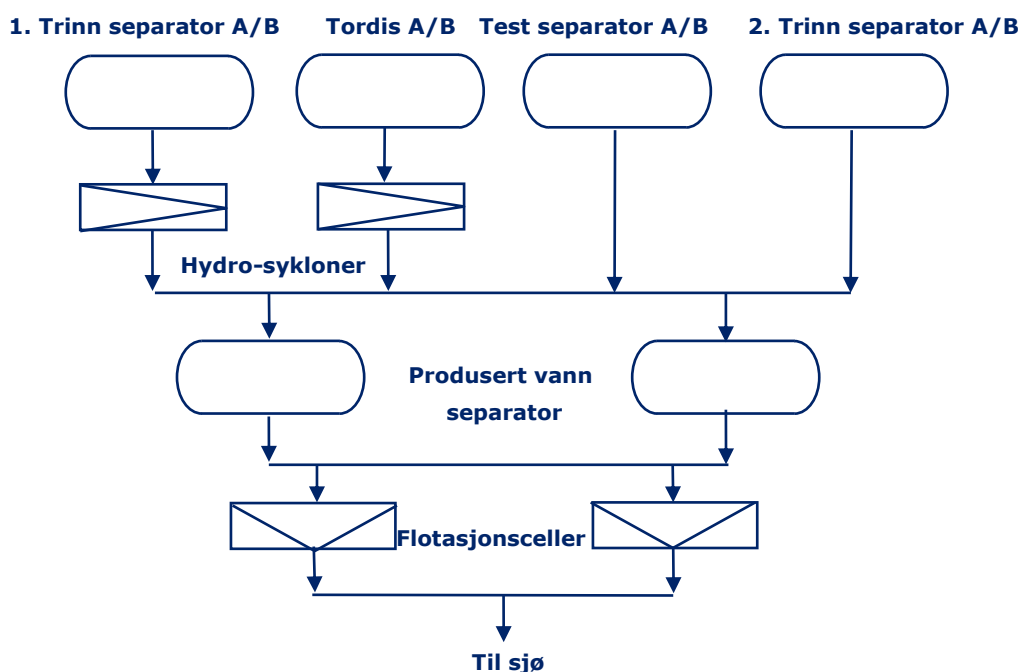 1. Trinn separator A/B
Tordis A/B
Test separator A/B
2. Trinn separator A/B
Hydro-sykloner
Produsert vann
separator
Flotasjonsceller
Til sjø